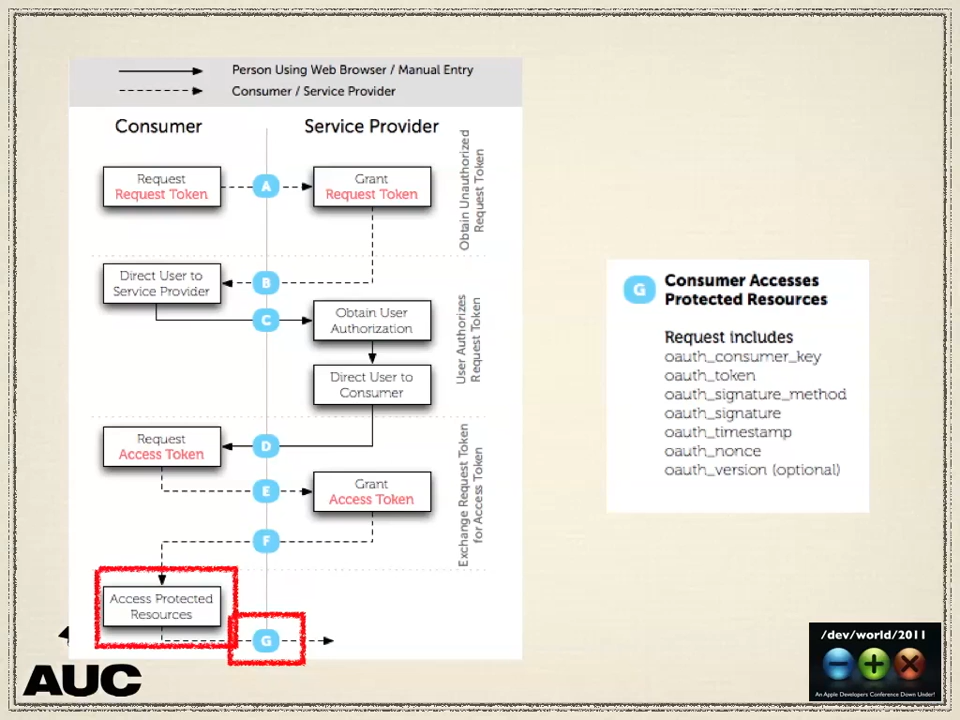 Person Using Web Browser / Manual Entry
Consumer / Service Provider
Consumer
Service Provider
Request
Request Token
A
Grant
Request Token
Obtain Unauthorized
Request Token
Direct User to
Service Provider
B
C
Obtain User
Authorization
Direct User to
Consumer
User Authorizes
Request Token
Request
Access Token
D
E
Grant
Access Token
F
Exchange Request Token
for Access Token
Access Protected
Resources
G
G
Consumer Accesses
Protected Resources
Request includes
oauth_consumer_key
oauth_token
oauth_signature_method
oauth_signature
oauth_timestamp
oauth_nonce
oauth_version (optional)
AUC
/dev/world/2011
An Apple Developers Conference Down Under!